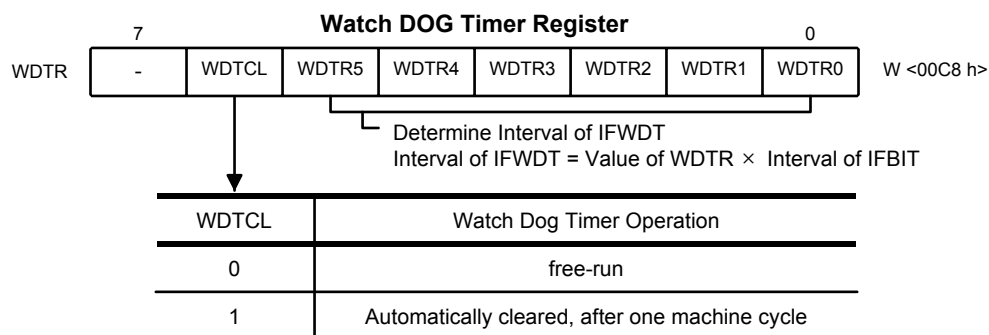 Watch DOG Timer Register
7 0
WDTR - WDTCL WDTR5 WDTR4 WDTR3 WDTR2 WDTR1 WDTR0 W <00C8 h>
Determine Interval of IFWDT
Interval of IFWDT = Value of WDTR × Interval of IFBIT
WDTCL Watch Dog Timer Operation
0 free-run
1 Automatically cleared, after one machine cycle